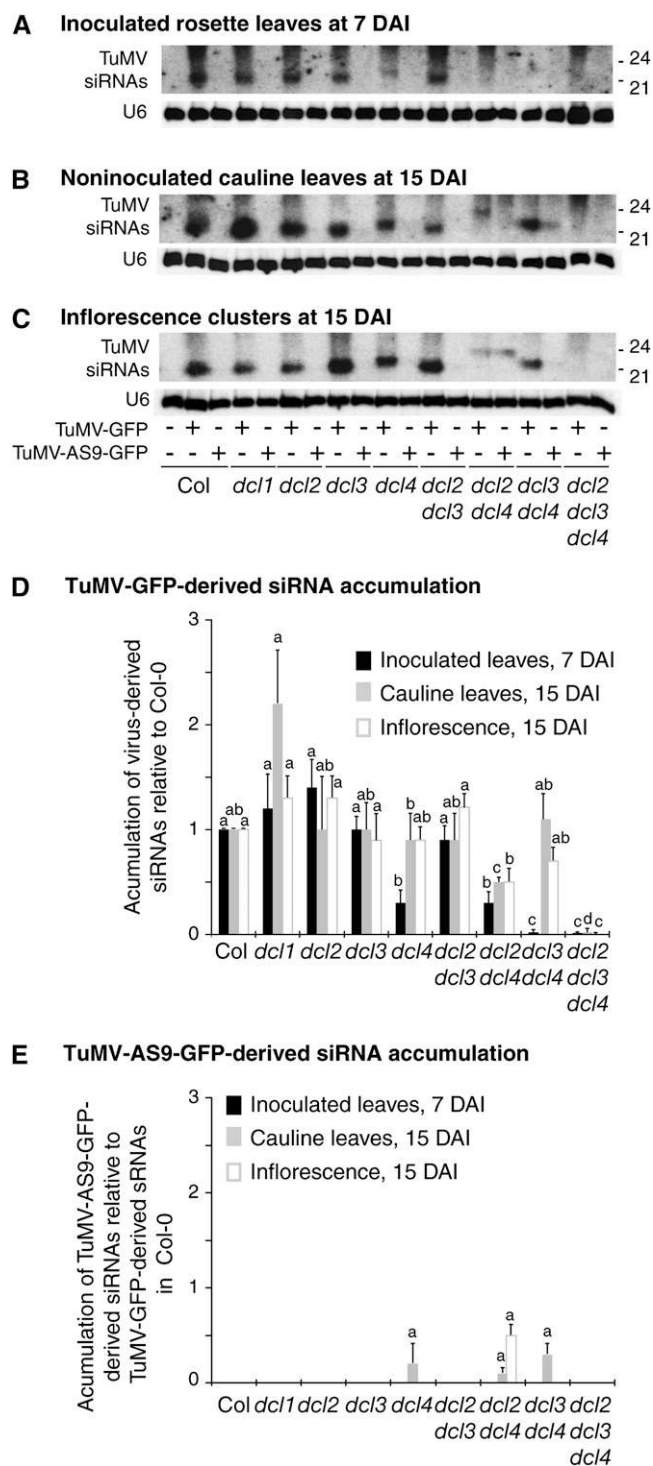 A Inoculated rosette leaves at 7 DAI
TuMV
siRNAs
- 24
- 21
U6
B Noninoculated cauline leaves at 15 DAI
TuMV
siRNAs
- 24
- 21
U6
C Inflorescence clusters at 15 DAI
TuMV
siRNAs
24
- 21
U6
TuMV-GFP - + - + - + - + - + - + - + - + - + -
TuMV-AS9-GFP - - + - + - + - + - + - + - + - + - +
Col dcl1 dcl2 dcl3 dcl4 dcl2 dcl2 dcl3 dcl2
dcl3 dcl4 dcl4 dcl3
dcl4
D TuMV-GFP-derived siRNA accumulation
Acumulation of virus-derived
siRNAs relative to Col-0
3
2
1
0
Inoculated leaves, 7 DAI
Cauline leaves, 15 DAI
Inflorescence, 15 DAI
a ab a
a a a
a ab a
a ab a
b b ab
a ab a
b c b
c ab ab
c d c
Col dcl1 dcl2 dcl3 dcl4 dcl2 dcl2 dcl3 dcl2
dcl3 dcl4 dcl4 dcl3
dcl4
E TuMV-AS9-GFP-derived siRNA accumulation
Acumulation of TuMV-AS9-GFP-
derived siRNAs relative to
TuMV-GFP-derived sRNAs
in Col-0
3
2
1
0
Inoculated leaves, 7 DAI
Cauline leaves, 15 DAI
Inflorescence, 15 DAI
a
a a
a
Col dcl1 dcl2 dcl3 dcl4 dcl2 dcl2 dcl3 dcl2
dcl3 dcl4 dcl4 dcl3
dcl4